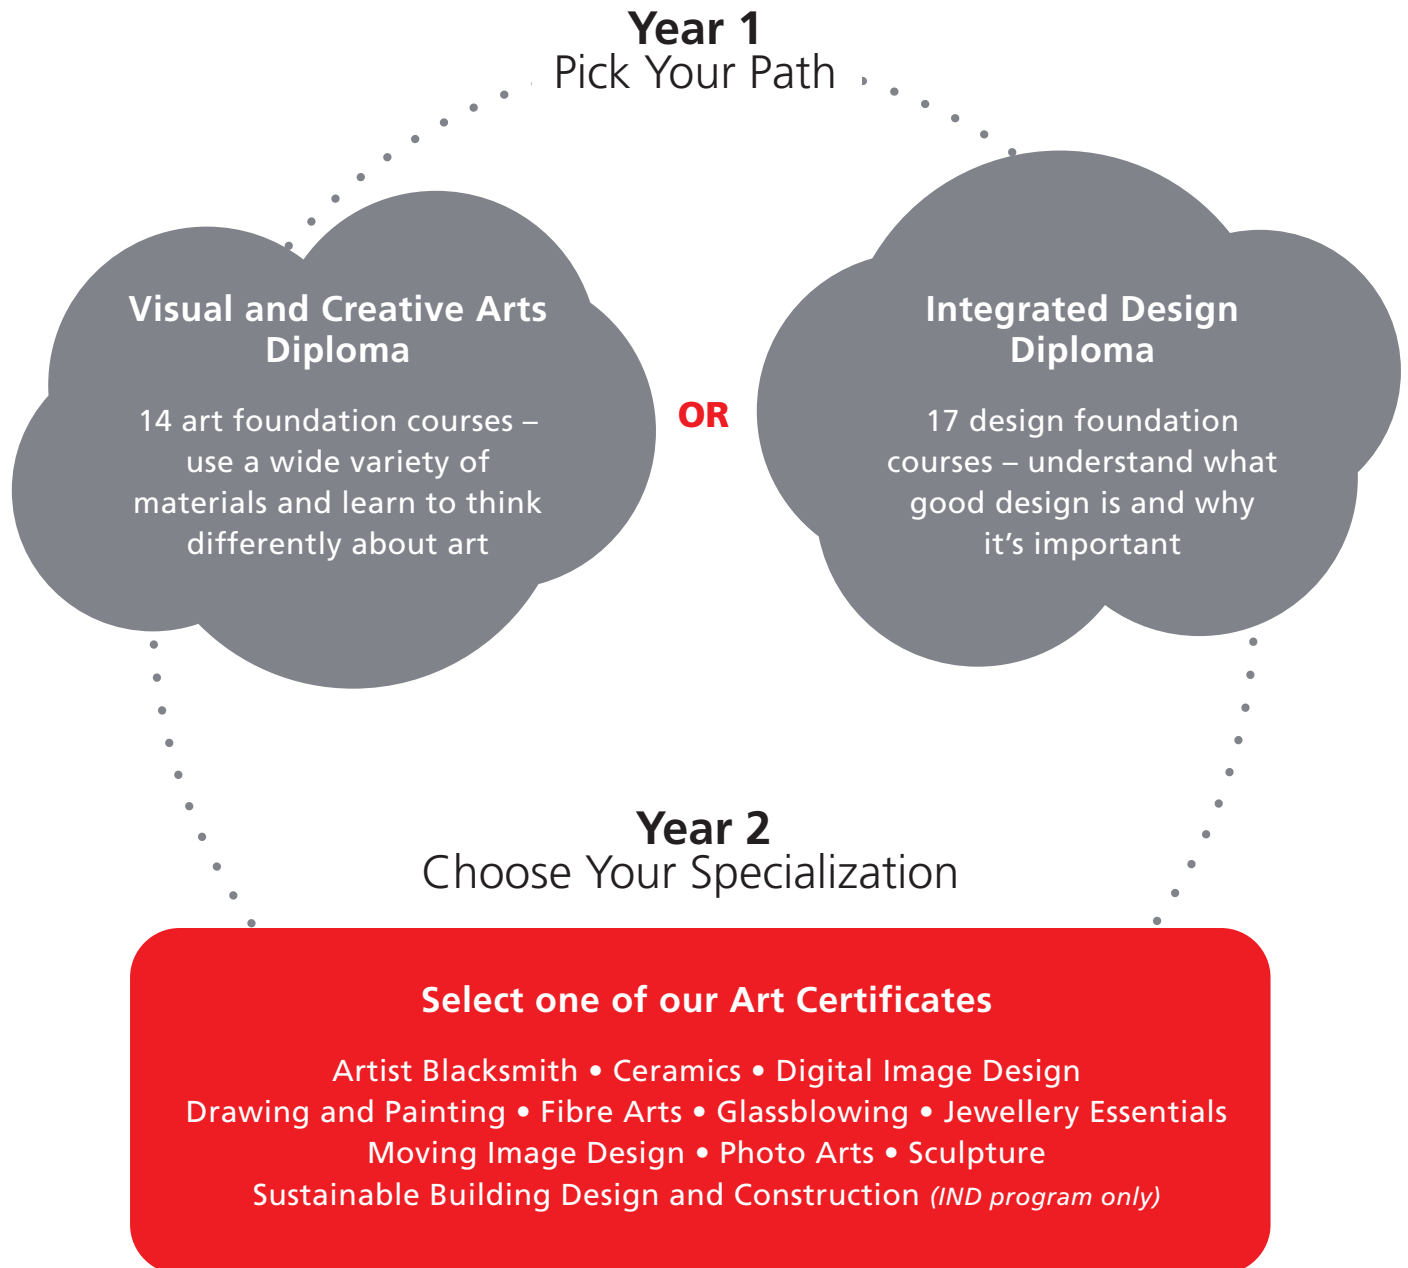 Year 1
Pick Your Path
Visual and Creative Arts
Diploma
14 art foundation courses –
use a wide variety of
materials and learn to think
differently about art
OR
Integrated Design
Diploma
17 design foundation
courses – understand what
good design is and why
it’s important
Year 2
Choose Your Specialization
Select one of our Art Certificates
Artist Blacksmith • Ceramics • Digital Image Design
Drawing and Painting • Fibre Arts • Glassblowing • Jewellery Essentials
Moving Image Design • Photo Arts • Sculpture
Sustainable Building Design and Construction (IND program only)